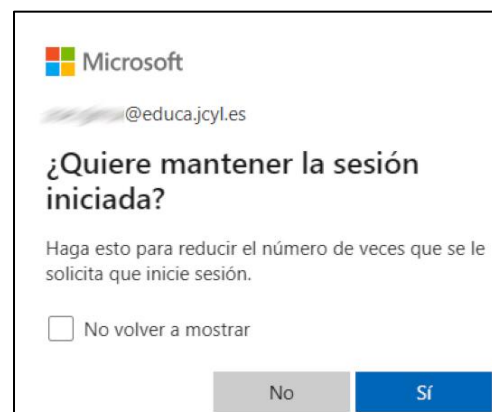 Microsoft
@educa.jcyl.es
¿Quiere mantener la sesión
iniciada?
Haga esto para reducir el número de veces que se le
solicita que inicie sesión.
No volver a mostrar
No Sí